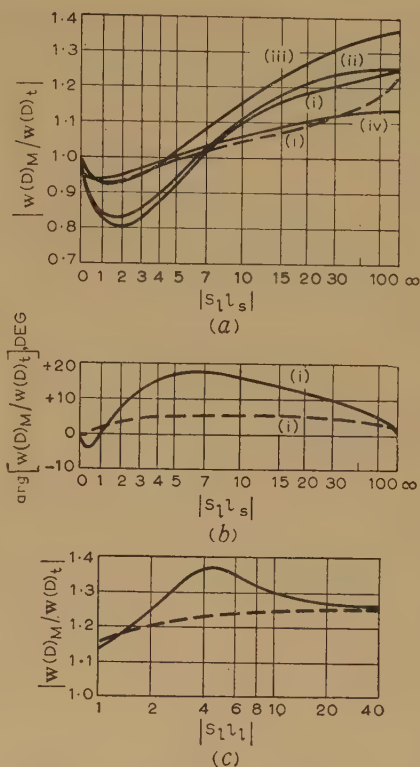 1.4
1.3
1.2
1.1
1.0
0.9
0.8
0.7
|w(D)M/w(D)t|
(iii)
(ii)
(i)
(iv)
(i)
0 1 2 3 4 5 7 10 15 20 30 100 ∞
|Slls|
(a)
+20
+10
0
-10
arg[w(D)M/w(D)t], DEG
(i)
(i)
0 1 2 3 4 5 7 10 15 20 30 100 ∞
|Slls|
(b)
1.4
1.3
1.2
1.1
1.0
|w(D)M/w(D)t|
1 2 4 6 8 10 20 40
|Slll|
(c)